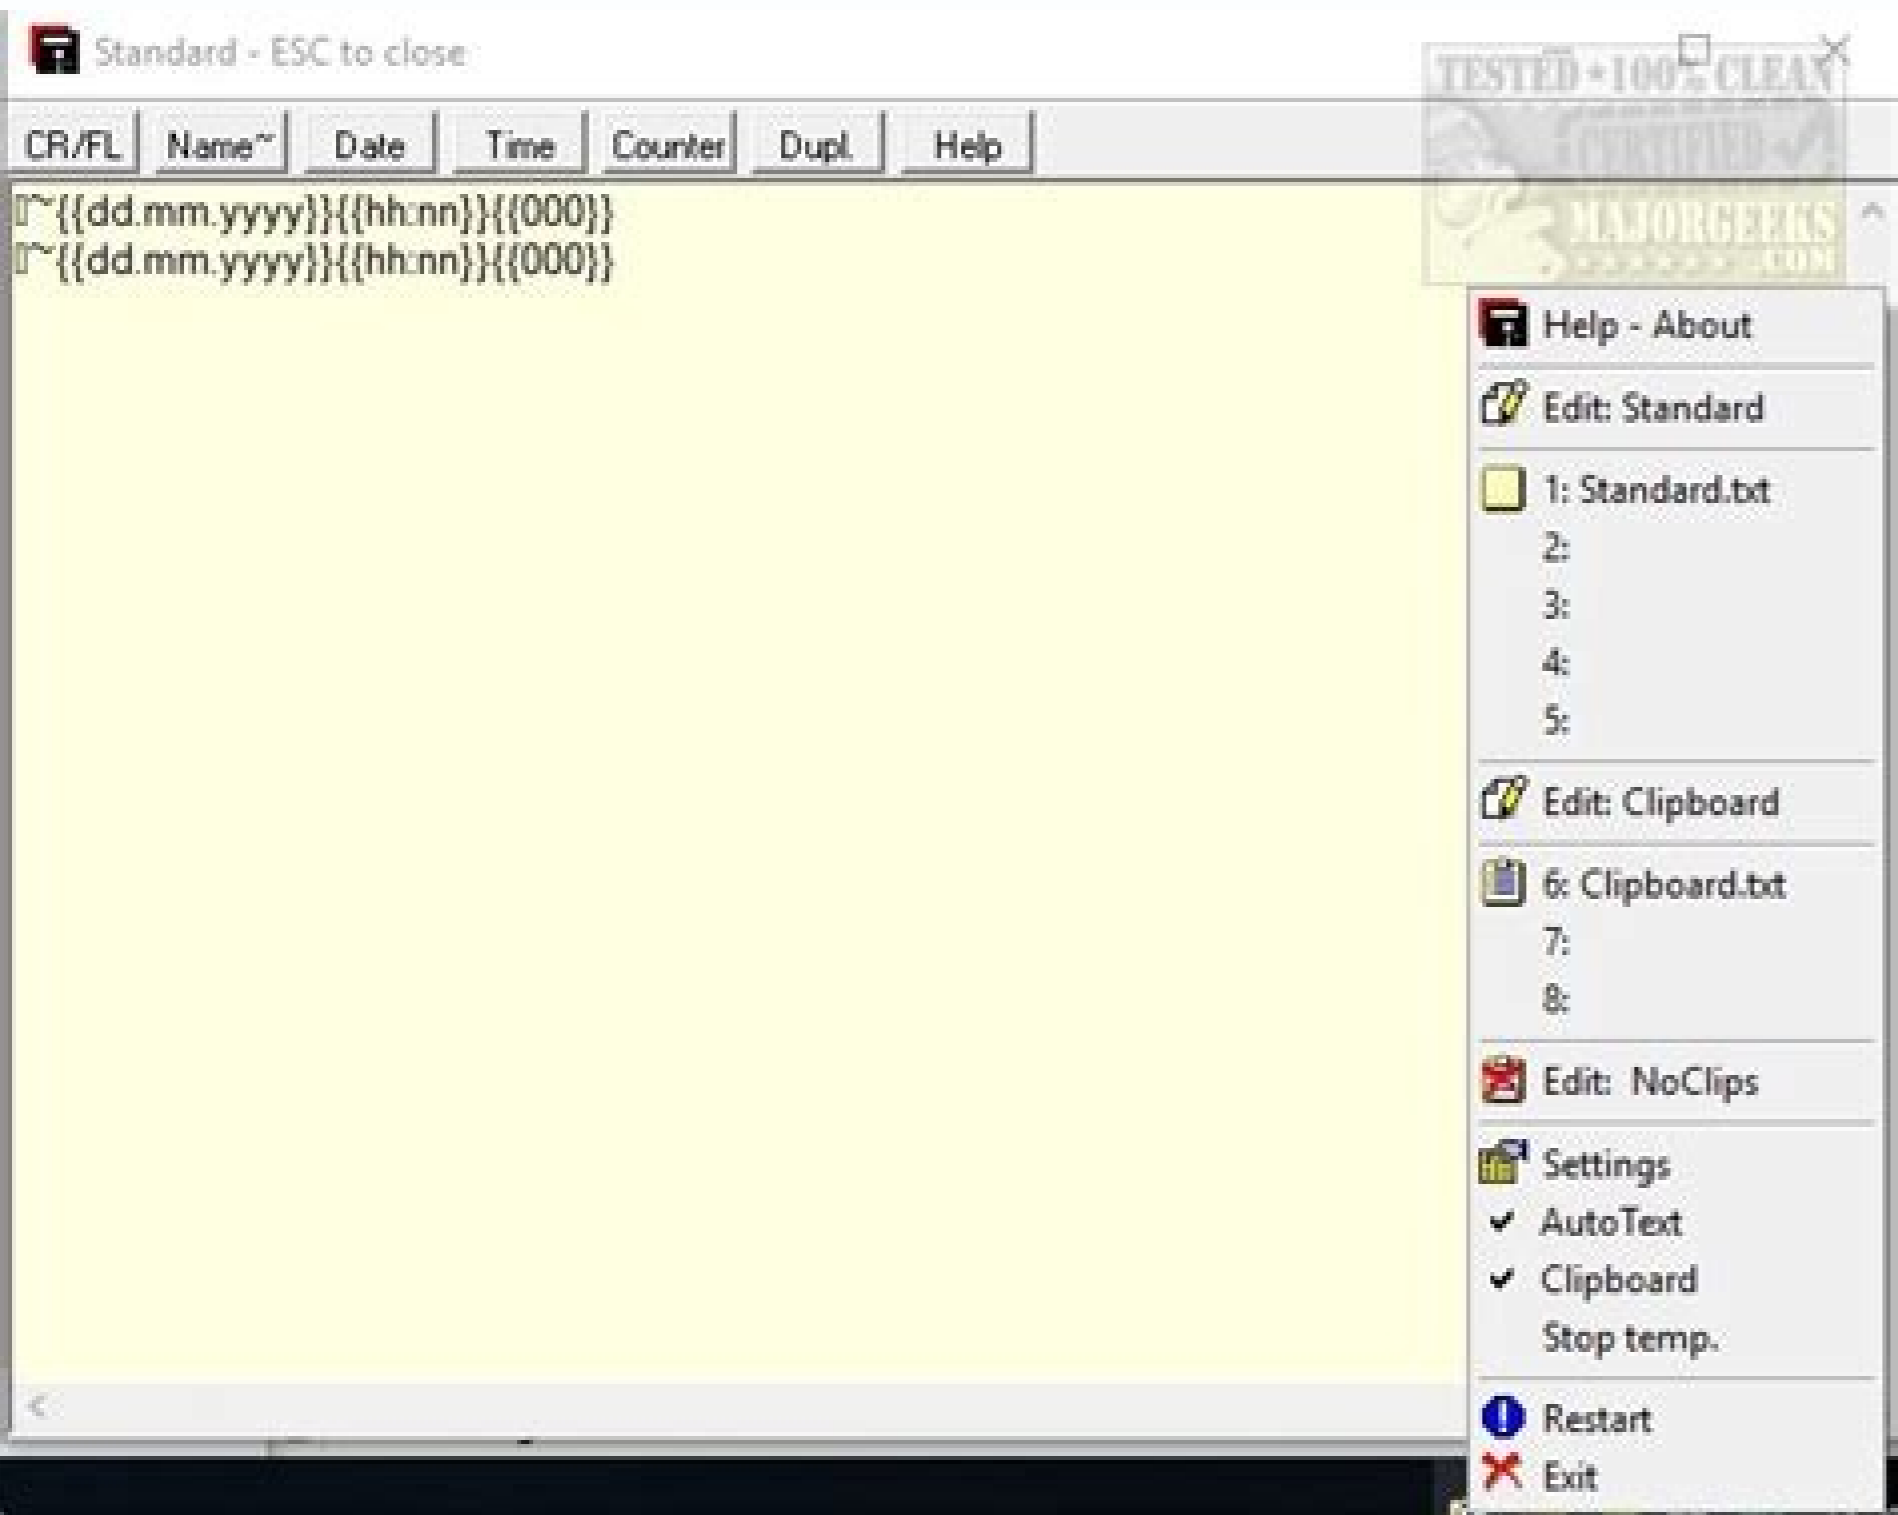 Standard - ESC to close
TESTED 100% CLEAN
CERTIFIED
MAJORGEEKS
.COM
CR/FL Name~ Date Time Counter Dupl. Help
~{{dd.mm.yyyy}}{{hh:nn}}{{000}}
~{{dd.mm.yyyy}}{{hh:nn}}{{000}}
Help - About
Edit: Standard
1: Standard.txt
2:
3:
4:
5:
Edit: Clipboard
6: Clipboard.txt
7:
8:
Edit: NoClips
Settings
AutoText
Clipboard
Stop temp.
Restart
Exit